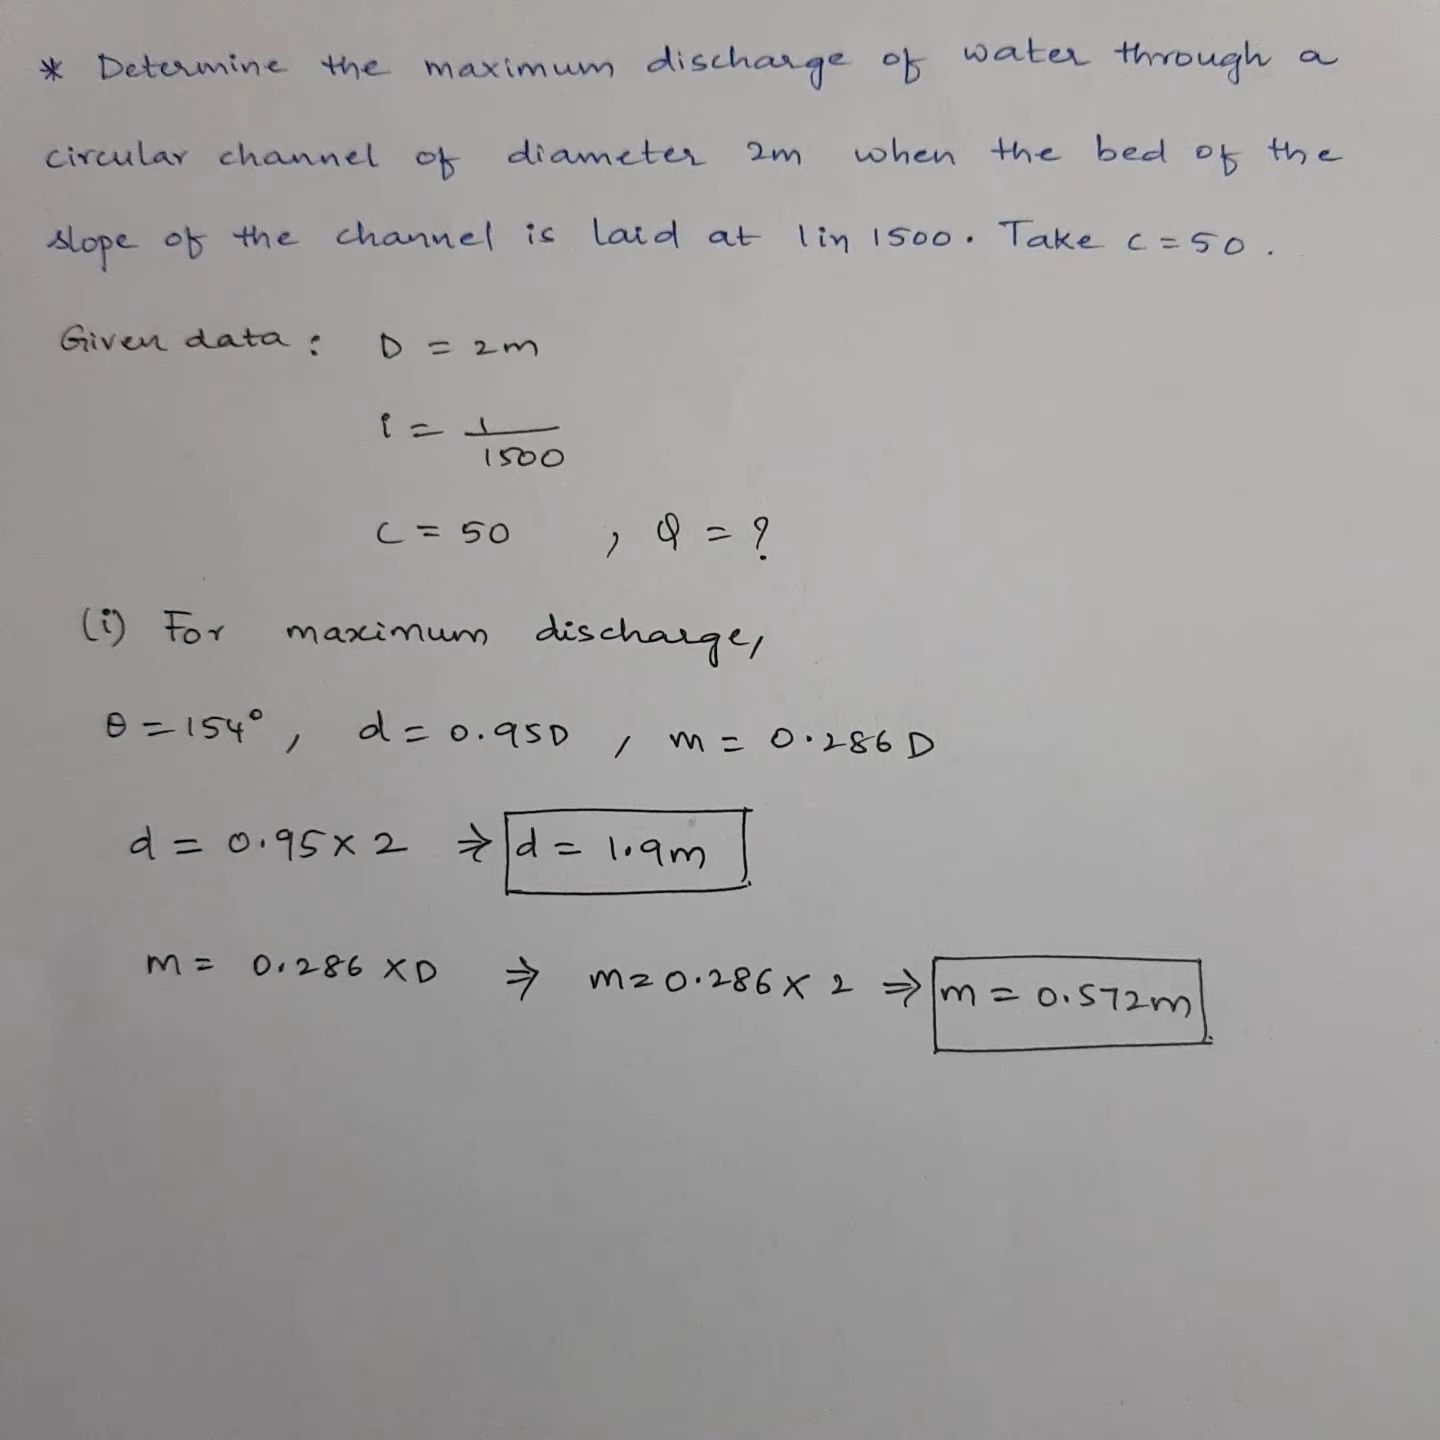 * Determine the maximum discharge of water through a
circular channel of diameter 2m when the bed of the
slope of the channel is laid at 1 in 1500. Take C = 50.
Given data : D = 2m
i = 1/1500
C = 50 , Q = ?
(i) For maximum discharge,
θ = 154° , d = 0.95D , m = 0.286 D
d = 0.95 x 2 ⇒ d = 1.9m
m = 0.286 x D ⇒ m = 0.286 x 2 ⇒ m = 0.572m